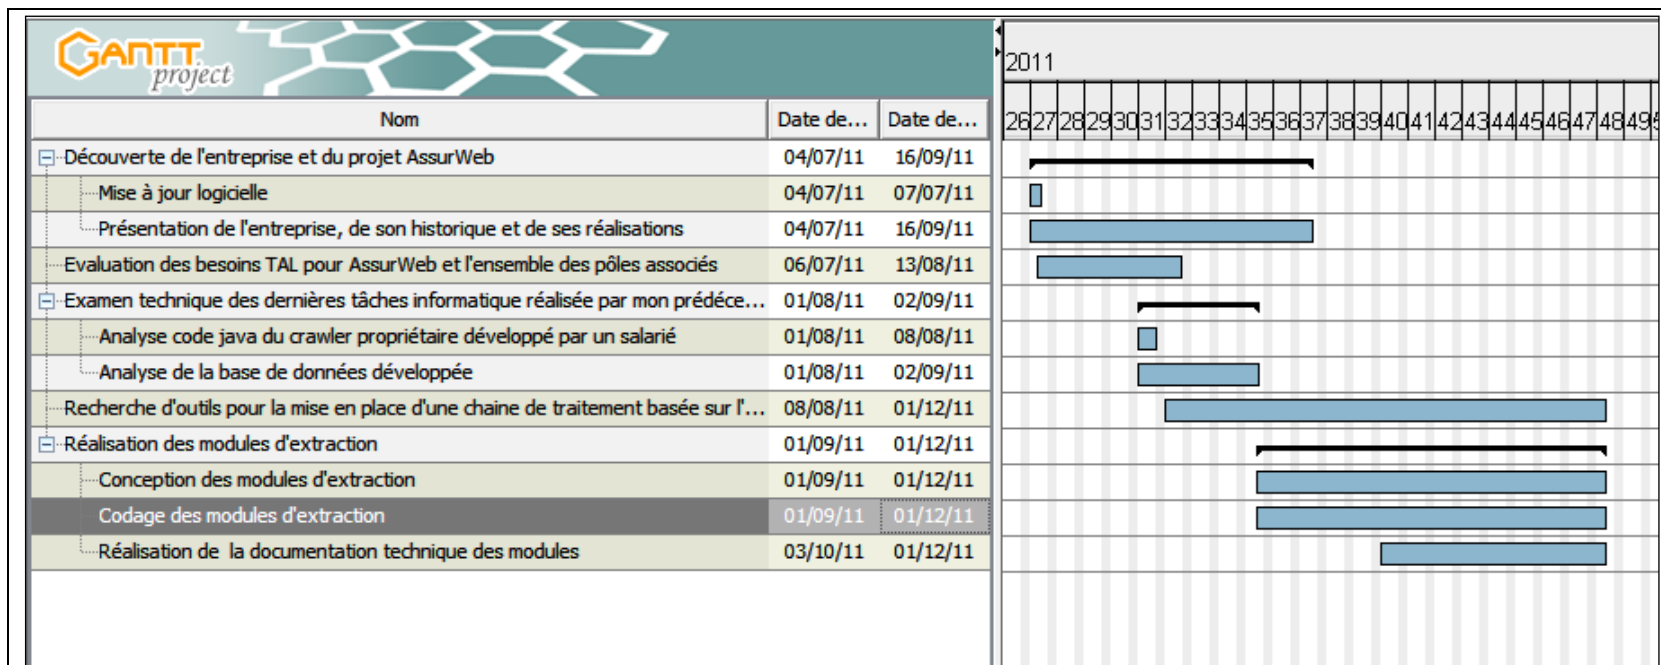 GANTT
project
2011
Nom Date de... Date de...
26 27 28 29 30 31 32 33 34 35 36 37 38 39 40 41 42 43 44 45 46 47 48 49
Découverte de l'entreprise et du projet AssurWeb 04/07/11 16/09/11
Mise à jour logicielle 04/07/11 07/07/11
Présentation de l'entreprise, de son historique et de ses réalisations 04/07/11 16/09/11
Evaluation des besoins TAL pour AssurWeb et l'ensemble des pôles associés 06/07/11 13/08/11
Examen technique des dernières tâches informatique réalisée par mon prédéce... 01/08/11 02/09/11
Analyse code java du crawler propriétaire développé par un salarié 01/08/11 08/08/11
Analyse de la base de données développée 01/08/11 02/09/11
Recherche d'outils pour la mise en place d'une chaine de traitement basée sur l'... 08/08/11 01/12/11
Réalisation des modules d'extraction 01/09/11 01/12/11
Conception des modules d'extraction 01/09/11 01/12/11
Codage des modules d'extraction 01/09/11 01/12/11
Réalisation de la documentation technique des modules 03/10/11 01/12/11